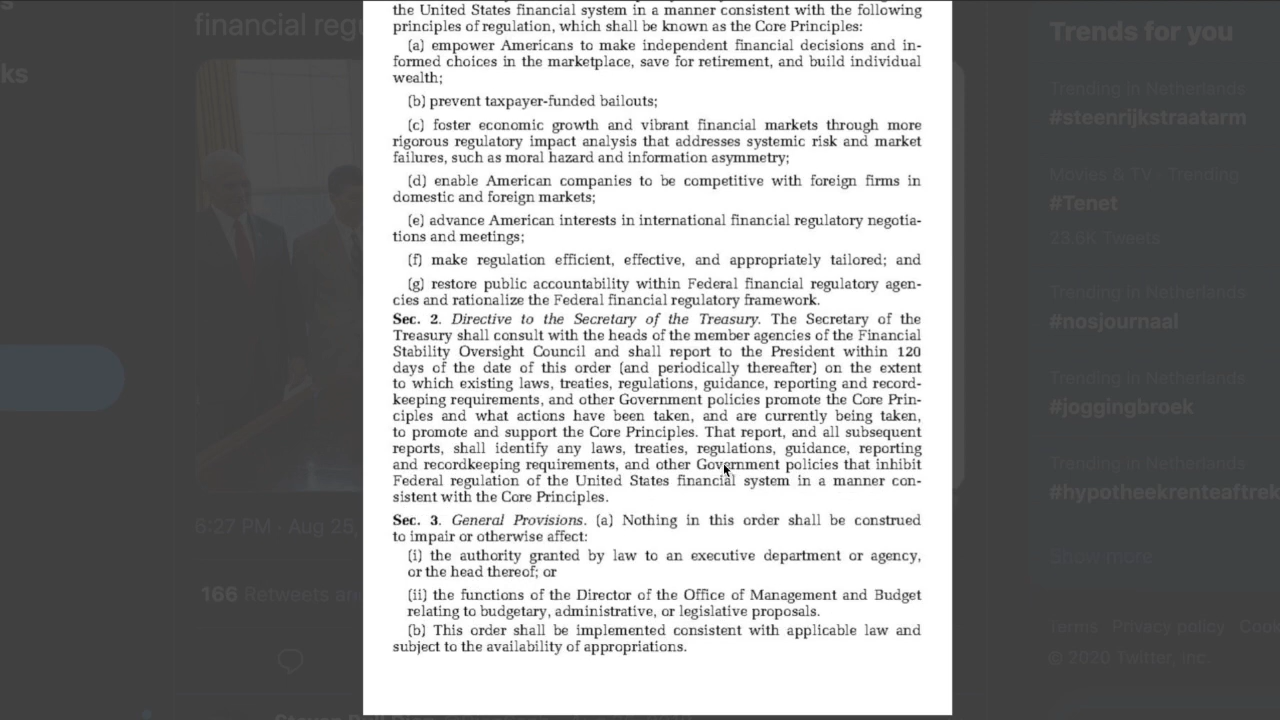 financial regu
ks
the United States financial system in a manner consistent with the following
principles of regulation, which shall be known as the Core Principles:
(a) empower Americans to make independent financial decisions and in-
formed choices in the marketplace, save for retirement, and build individual
wealth;
(b) prevent taxpayer-funded bailouts;
(c) foster economic growth and vibrant financial markets through more
rigorous regulatory impact analysis that addresses systemic risk and market
failures, such as moral hazard and information asymmetry;
(d) enable American companies to be competitive with foreign firms in
domestic and foreign markets;
(e) advance American interests in international financial regulatory negotia-
tions and meetings;
(f) make regulation efficient, effective, and appropriately tailored; and
(g) restore public accountability within Federal financial regulatory agen-
cies and rationalize the Federal financial regulatory framework.
Sec. 2. Directive to the Secretary of the Treasury. The Secretary of the
Treasury shall consult with the heads of the member agencies of the Financial
Stability Oversight Council and shall report to the President within 120
days of the date of this order (and periodically thereafter) on the extent
to which existing laws, treaties, regulations, guidance, reporting and record-
keeping requirements, and other Government policies promote the Core Prin-
ciples and what actions have been taken, and are currently being taken,
to promote and support the Core Principles. That report, and all subsequent
reports, shall identify any laws, treaties, regulations, guidance, reporting
and recordkeeping requirements, and other Government policies that inhibit
Federal regulation of the United States financial system in a manner con-
sistent with the Core Principles.
Sec. 3. General Provisions. (a) Nothing in this order shall be construed
to impair or otherwise affect:
(i) the authority granted by law to an executive department or agency,
or the head thereof; or
(ii) the functions of the Director of the Office of Management and Budget
relating to budgetary, administrative, or legislative proposals.
(b) This order shall be implemented consistent with applicable law and
subject to the availability of appropriations.
6:27 PM · Aug 25,
166 Retweets an
Trends for you
Trending in Netherlands
#steenrijkstraatarm
Movies & TV · Trending
#Tenet
23.6K Tweets
Trending in Netherlands
#nosjournaal
Trending in Netherlands
#joggingbroek
Trending in Netherlands
#hypotheekrenteaftrek
Show more
Terms Privacy policy Cook
© 2020 Twitter, Inc.